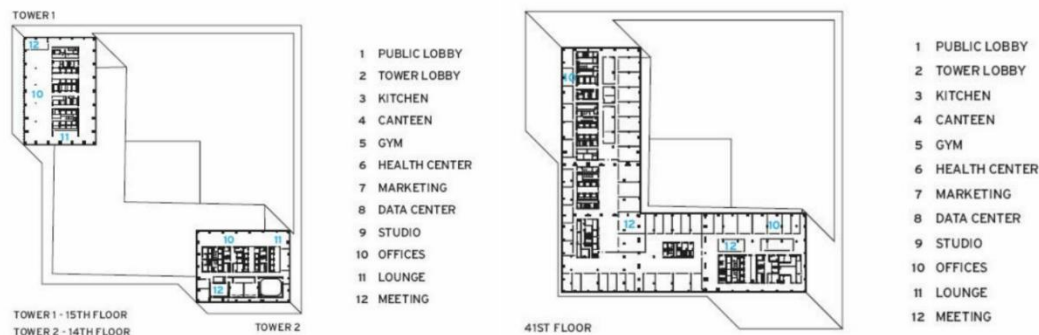 TOWER 1
12
10
11
10
11
12
TOWER 1 - 15TH FLOOR
TOWER 2 - 14TH FLOOR
TOWER 2
1 PUBLIC LOBBY
2 TOWER LOBBY
3 KITCHEN
4 CANTEEN
5 GYM
6 HEALTH CENTER
7 MARKETING
8 DATA CENTER
9 STUDIO
10 OFFICES
11 LOUNGE
12 MEETING
10
12
10
12
41ST FLOOR
1 PUBLIC LOBBY
2 TOWER LOBBY
3 KITCHEN
4 CANTEEN
5 GYM
6 HEALTH CENTER
7 MARKETING
8 DATA CENTER
9 STUDIO
10 OFFICES
11 LOUNGE
12 MEETING